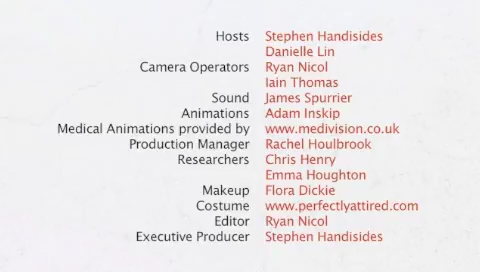 Hosts Stephen Handisides
Danielle Lin
Camera Operators Ryan Nicol
Iain Thomas
Sound James Spurrier
Animations Adam Inskip
Medical Animations provided by www.medivision.co.uk
Production Manager Rachel Houlbrook
Researchers Chris Henry
Emma Houghton
Makeup Flora Dickie
Costume www.perfectlyattired.com
Editor Ryan Nicol
Executive Producer Stephen Handisides